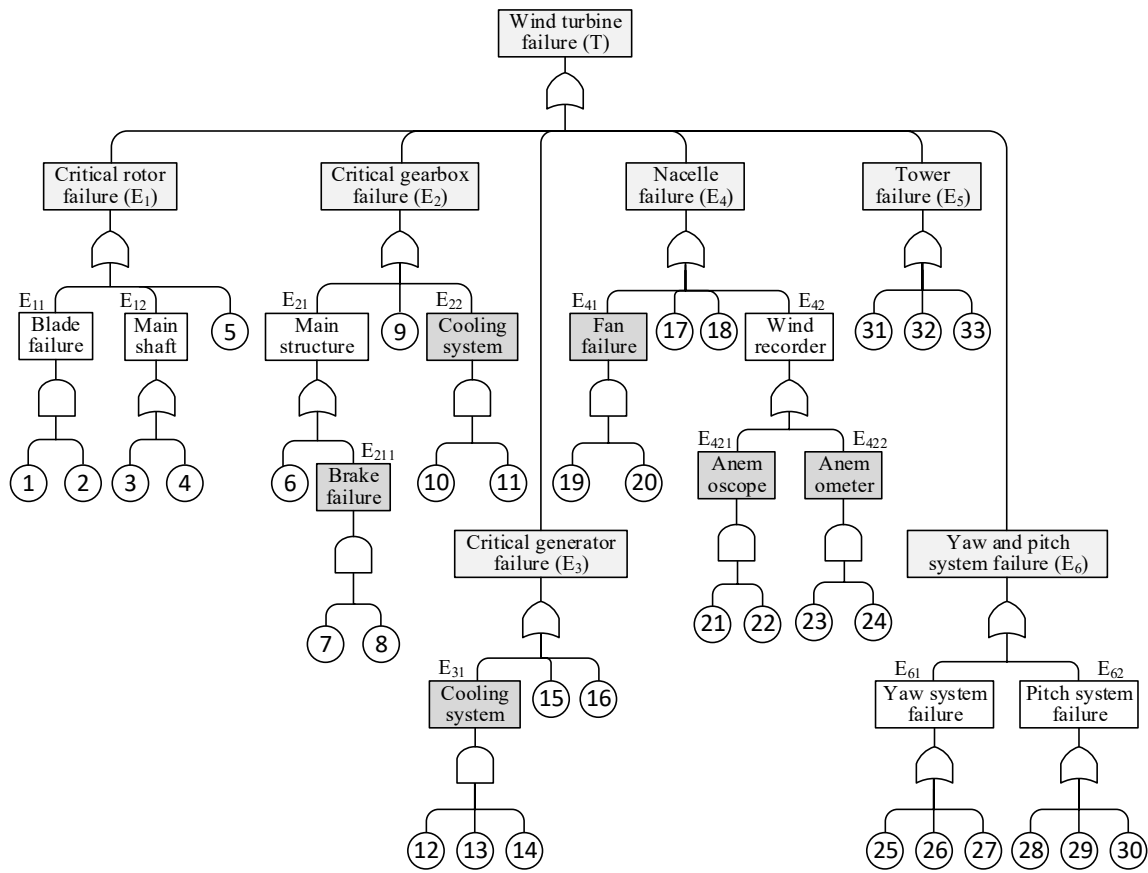 Wind turbine
failure (T)
Critical rotor
failure (E₁)
Critical gearbox
failure (E₂)
Nacelle
failure (E₄)
Tower
failure (E₅)
E₁₁
Blade
failure
E₁₂
Main
shaft
5
E₂₁
Main
structure
9
E₂₂
Cooling
system
E₄₁
Fan
failure
17
18
E₄₂
Wind
recorder
31
32
33
1
2
3
4
6
E₂₁₁
Brake
failure
10
11
19
20
E₄₂₁
Anem
oscope
E₄₂₂
Anem
ometer
Critical generator
failure (E₃)
Yaw and pitch
system failure (E₆)
7
8
21
22
23
24
E₃₁
Cooling
system
15
16
E₆₁
Yaw system
failure
E₆₂
Pitch system
failure
12
13
14
25
26
27
28
29
30